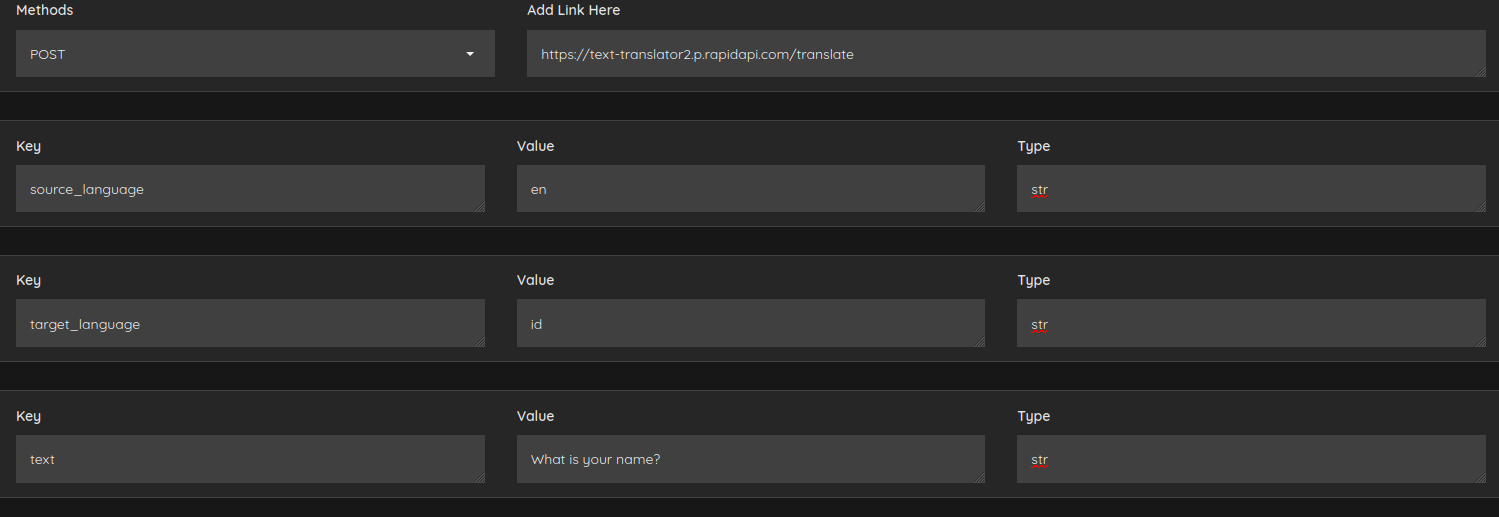 Methods Add Link Here
POST https://text-translator2.p.rapidapi.com/translate
Key Value Type
source_language en str
Key Value Type
target_language id str
Key Value Type
text What is your name? str